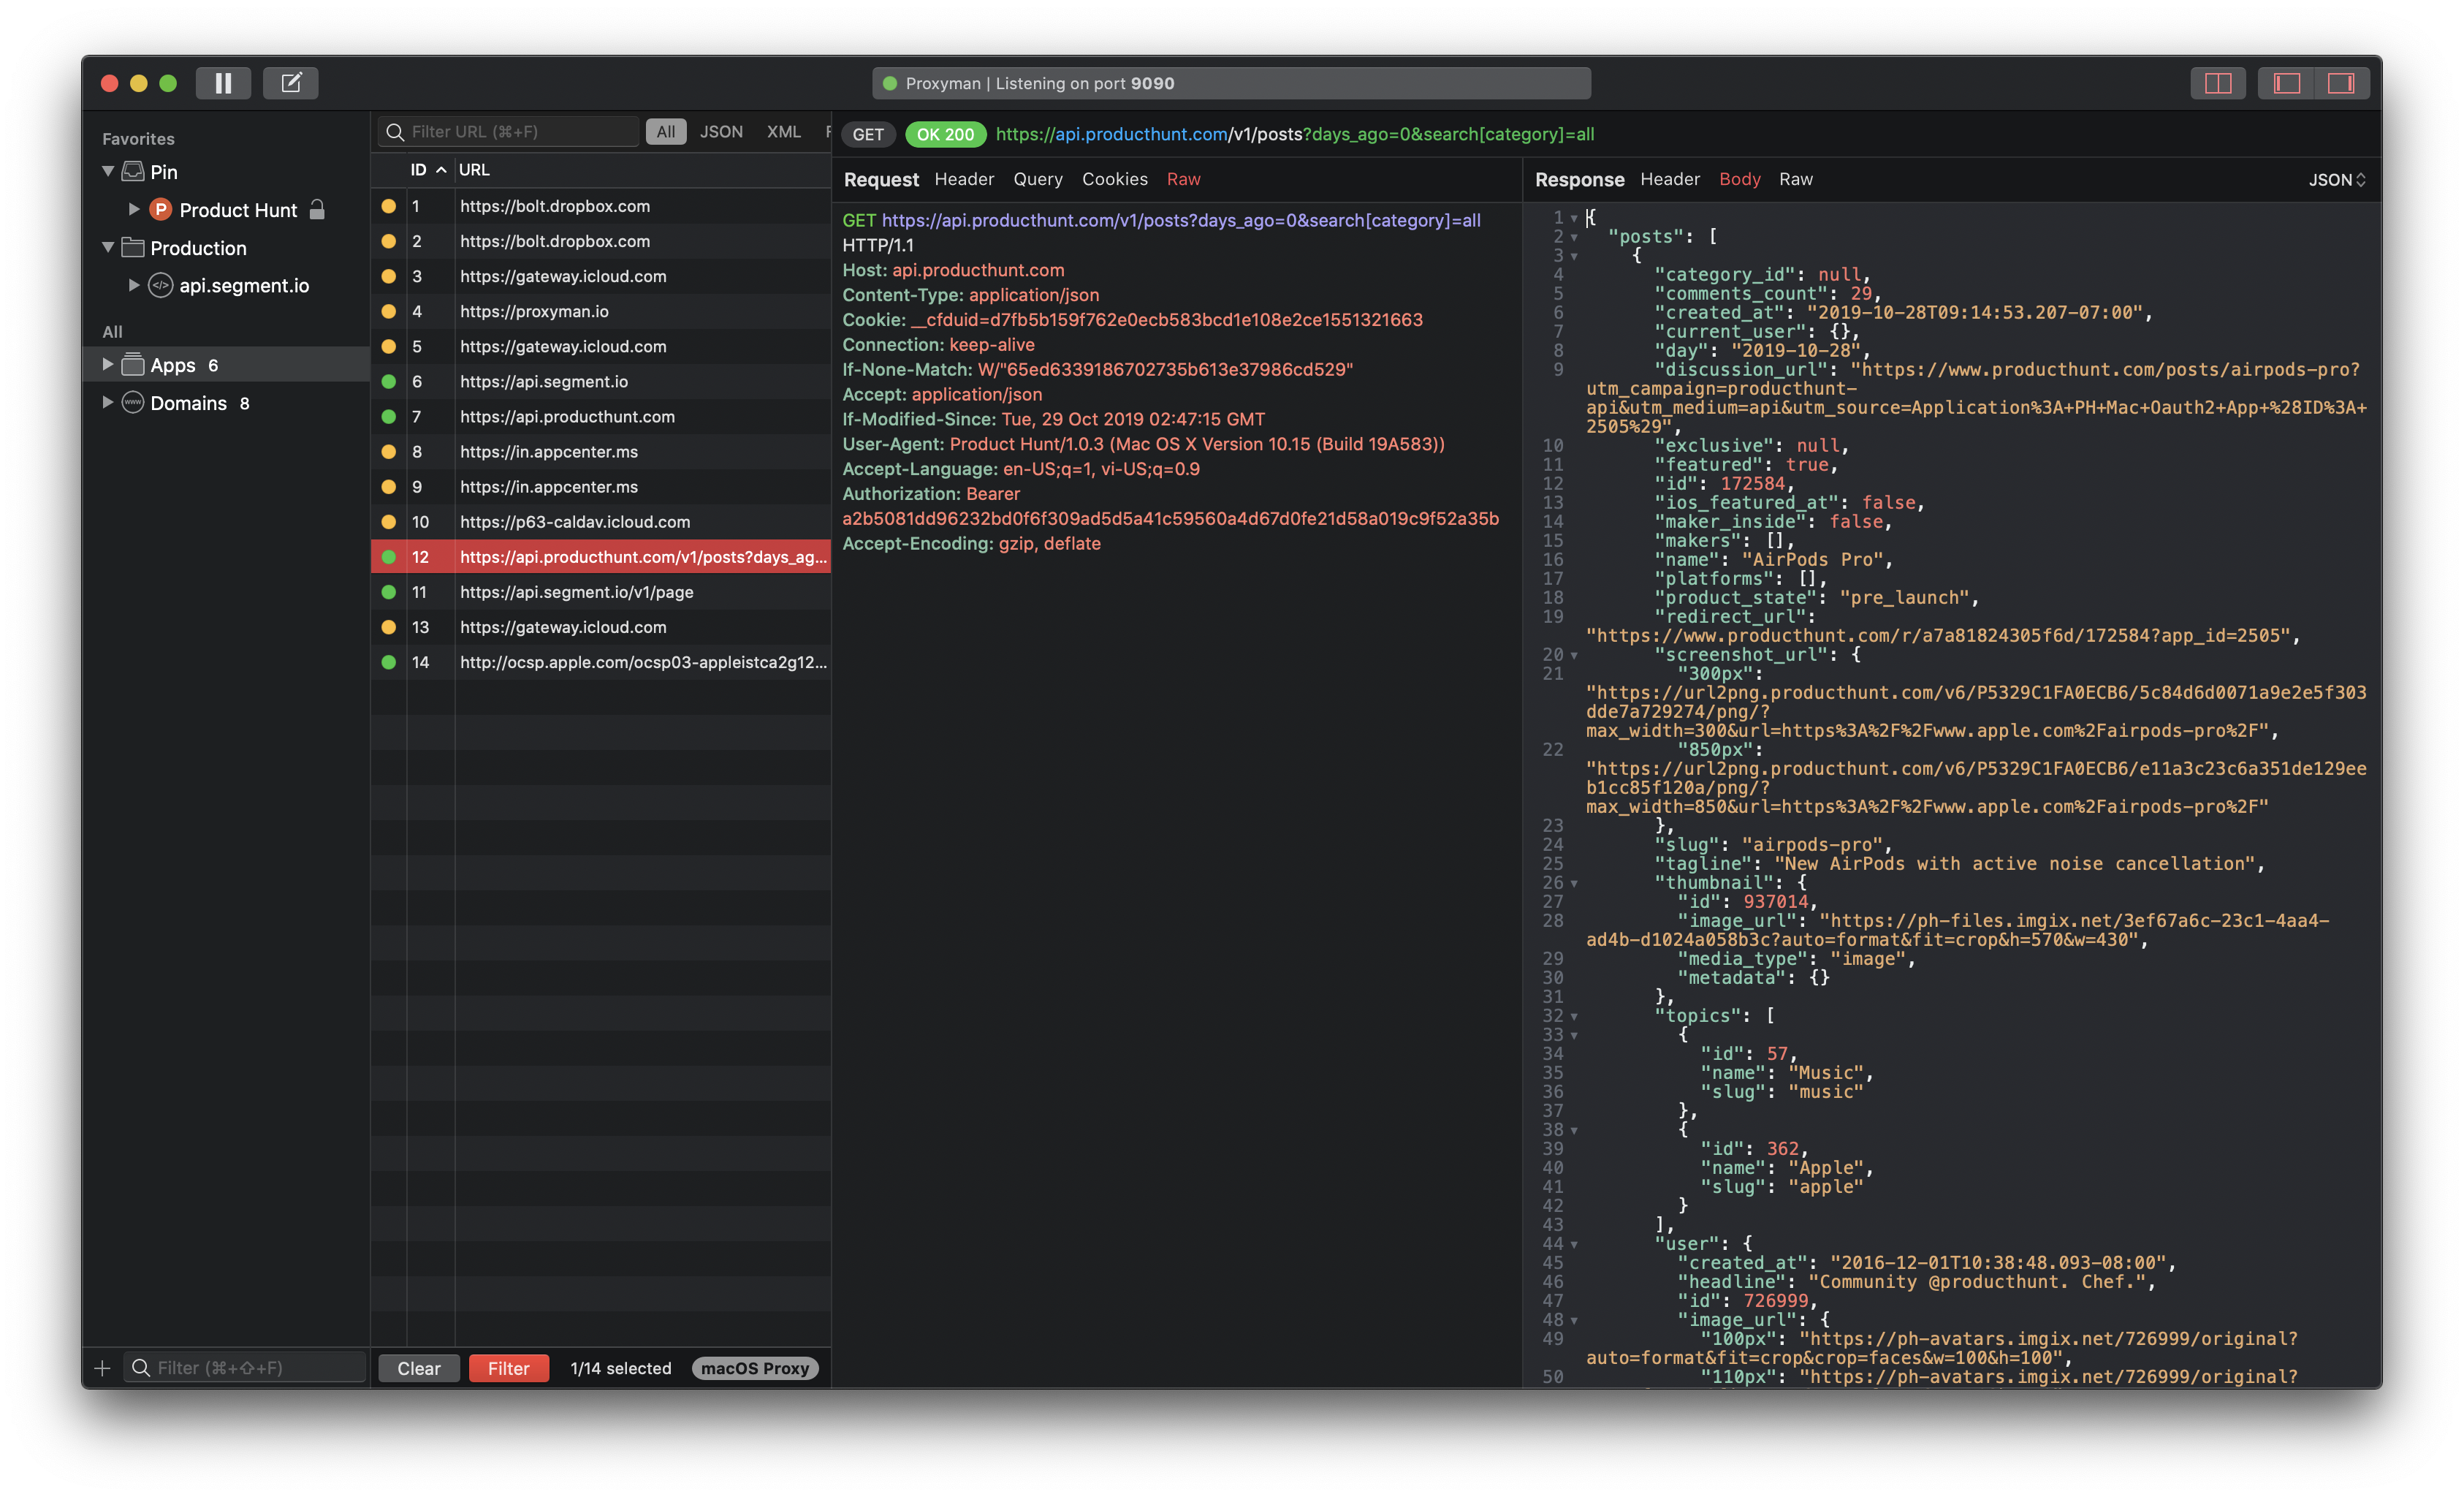 Proxyman | Listening on port 9090
Favorites
Pin
Product Hunt
Production
api.segment.io
All
Apps 6
Domains 8
Filter (⌘+⇧+F)
Filter URL (⌘+F)
All JSON XML
ID URL
1 https://bolt.dropbox.com
2 https://bolt.dropbox.com
3 https://gateway.icloud.com
4 https://proxyman.io
5 https://gateway.icloud.com
6 https://api.segment.io
7 https://api.producthunt.com
8 https://in.appcenter.ms
9 https://in.appcenter.ms
10 https://p63-caldav.icloud.com
12 https://api.producthunt.com/v1/posts?days_ag...
11 https://api.segment.io/v1/page
13 https://gateway.icloud.com
14 http://ocsp.apple.com/ocsp03-appleistca2g12...
Clear Filter 1/14 selected macOS Proxy
GET OK 200 https://api.producthunt.com/v1/posts?days_ago=0&search[category]=all
Request Header Query Cookies Raw
GET https://api.producthunt.com/v1/posts?days_ago=0&search[category]=all
HTTP/1.1
Host: api.producthunt.com
Content-Type: application/json
Cookie: __cfduid=d7fb5b159f762e0ecb583bcd1e108e2ce1551321663
Connection: keep-alive
If-None-Match: W/"65ed6339186702735b613e37986cd529"
Accept: application/json
If-Modified-Since: Tue, 29 Oct 2019 02:47:15 GMT
User-Agent: Product Hunt/1.0.3 (Mac OS X Version 10.15 (Build 19A583))
Accept-Language: en-US;q=1, vi-US;q=0.9
Authorization: Bearer
a2b5081dd96232bd0f6f309ad5d5a41c59560a4d67d0fe21d58a019c9f52a35b
Accept-Encoding: gzip, deflate
Response Header Body Raw JSON
1 {
2 "posts": [
3 {
4 "category_id": null,
5 "comments_count": 29,
6 "created_at": "2019-10-28T09:14:53.207-07:00",
7 "current_user": {},
8 "day": "2019-10-28",
9 "discussion_url": "https://www.producthunt.com/posts/airpods-pro?
utm_campaign=producthunt-
api&utm_medium=api&utm_source=Application%3A+PH+Mac+Oauth2+App+%28ID%3A+
2505%29",
10 "exclusive": null,
11 "featured": true,
12 "id": 172584,
13 "ios_featured_at": false,
14 "maker_inside": false,
15 "makers": [],
16 "name": "AirPods Pro",
17 "platforms": [],
18 "product_state": "pre_launch",
19 "redirect_url":
"https://www.producthunt.com/r/a7a81824305f6d/172584?app_id=2505",
20 "screenshot_url": {
21 "300px":
"https://url2png.producthunt.com/v6/P5329C1FA0ECB6/5c84d6d0071a9e2e5f303
dde7a729274/png/?
max_width=300&url=https%3A%2F%2Fwww.apple.com%2Fairpods-pro%2F",
22 "850px":
"https://url2png.producthunt.com/v6/P5329C1FA0ECB6/e11a3c23c6a351de129ee
b1cc85f120a/png/?
max_width=850&url=https%3A%2F%2Fwww.apple.com%2Fairpods-pro%2F"
23 },
24 "slug": "airpods-pro",
25 "tagline": "New AirPods with active noise cancellation",
26 "thumbnail": {
27 "id": 937014,
28 "image_url": "https://ph-files.imgix.net/3ef67a6c-23c1-4aa4-
ad4b-d1024a058b3c?auto=format&fit=crop&h=570&w=430",
29 "media_type": "image",
30 "metadata": {}
31 },
32 "topics": [
33 {
34 "id": 57,
35 "name": "Music",
36 "slug": "music"
37 },
38 {
39 "id": 362,
40 "name": "Apple",
41 "slug": "apple"
42 }
43 ],
44 "user": {
45 "created_at": "2016-12-01T10:38:48.093-08:00",
46 "headline": "Community @producthunt. Chef.",
47 "id": 726999,
48 "image_url": {
49 "100px": "https://ph-avatars.imgix.net/726999/original?
auto=format&fit=crop&crop=faces&w=100&h=100",
50 "110px": "https://ph-avatars.imgix.net/726999/original?